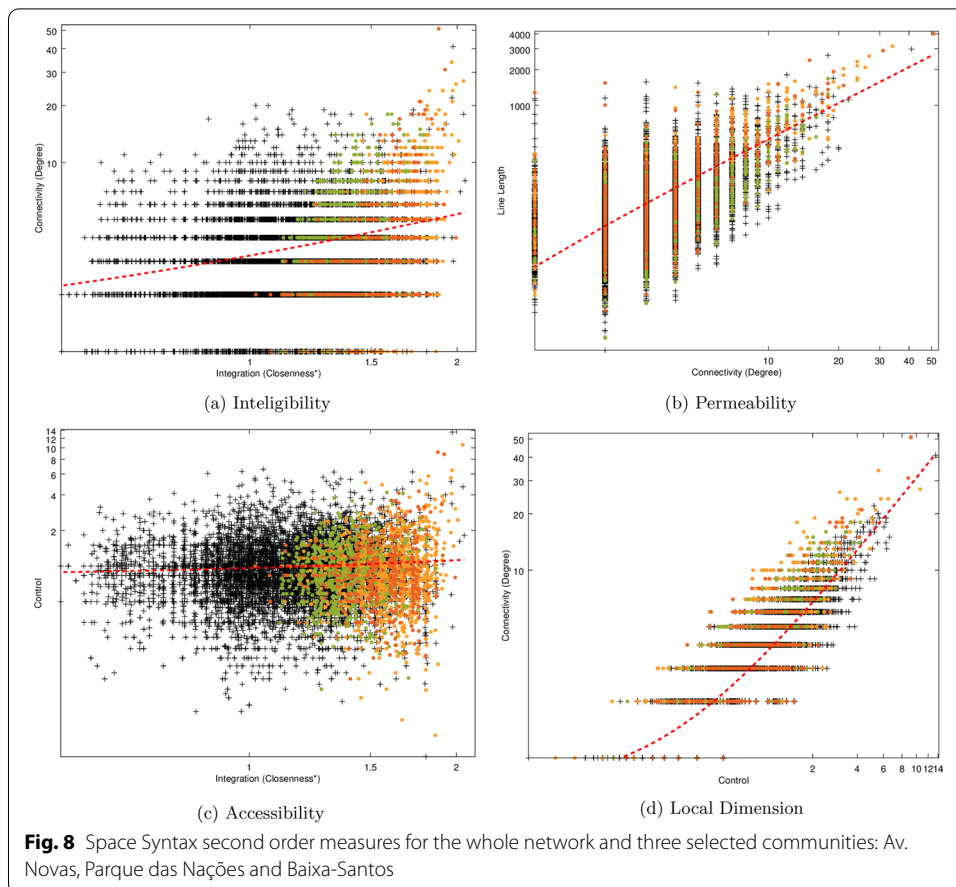 50
40
30
20
10
Connectivity (Degree)
1
1.5
2
Integration (Closeness*)
(a) Inteligibility
4000
3000
2000
1000
Line Length
10
20
30
40
50
Connectivity (Degree)
(b) Permeability
14
12
10
8
6
4
2
Control
1
1.5
2
Integration (Closeness*)
(c) Accessibility
50
40
30
20
10
Connectivity (Degree)
2
4
6
8
10
12
14
Control
(d) Local Dimension
Fig. 8 Space Syntax second order measures for the whole network and three selected communities: Av.
Novas, Parque das Nações and Baixa-Santos